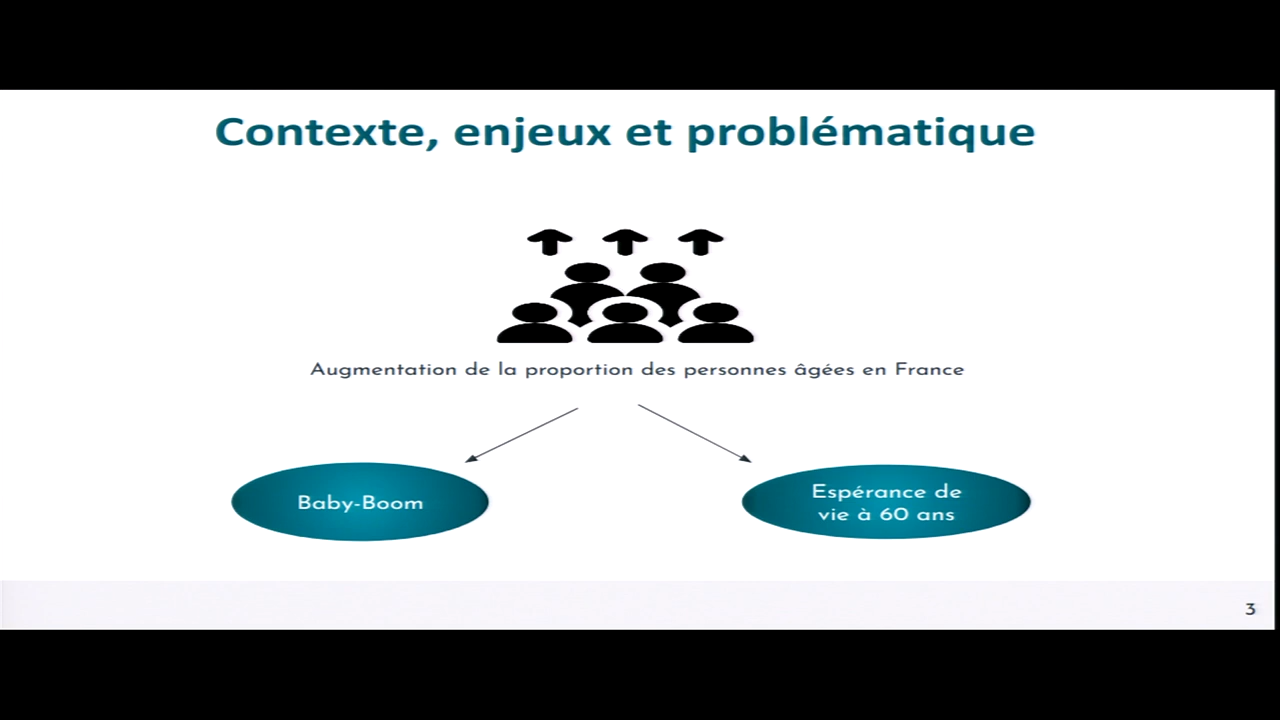 Contexte, enjeux et problématique
Augmentation de la proportion des personnes âgées en France
Baby-Boom
Espérance de
vie à 60 ans
3